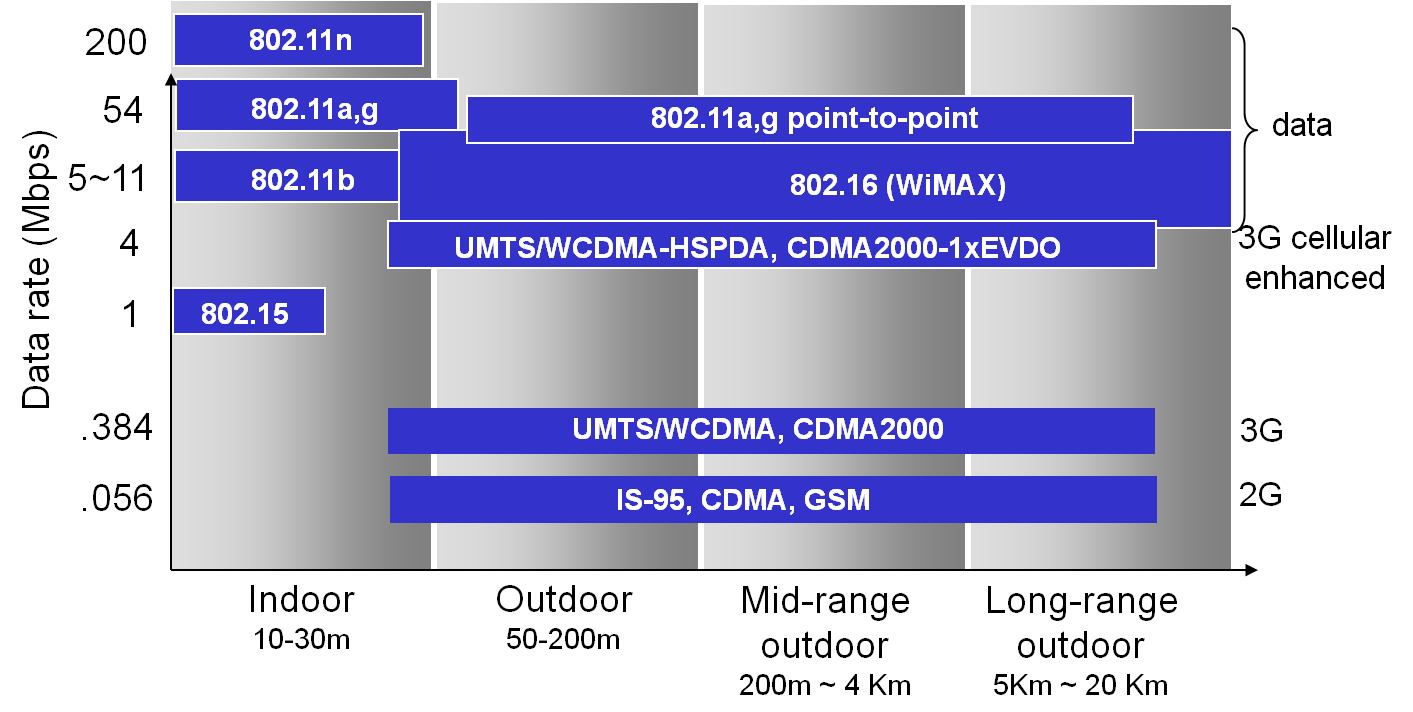 200
802.11n
54
802.11a,g
802.11a,g point-to-point
data
5~11
802.11b
802.16 (WiMAX)
4
UMTS/WCDMA-HSPDA, CDMA2000-1xEVDO
3G cellular
enhanced
1
802.15
Data rate (Mbps)
.384
UMTS/WCDMA, CDMA2000
3G
.056
IS-95, CDMA, GSM
2G
Indoor
10-30m
Outdoor
50-200m
Mid-range
outdoor
200m ~ 4 Km
Long-range
outdoor
5Km ~ 20 Km